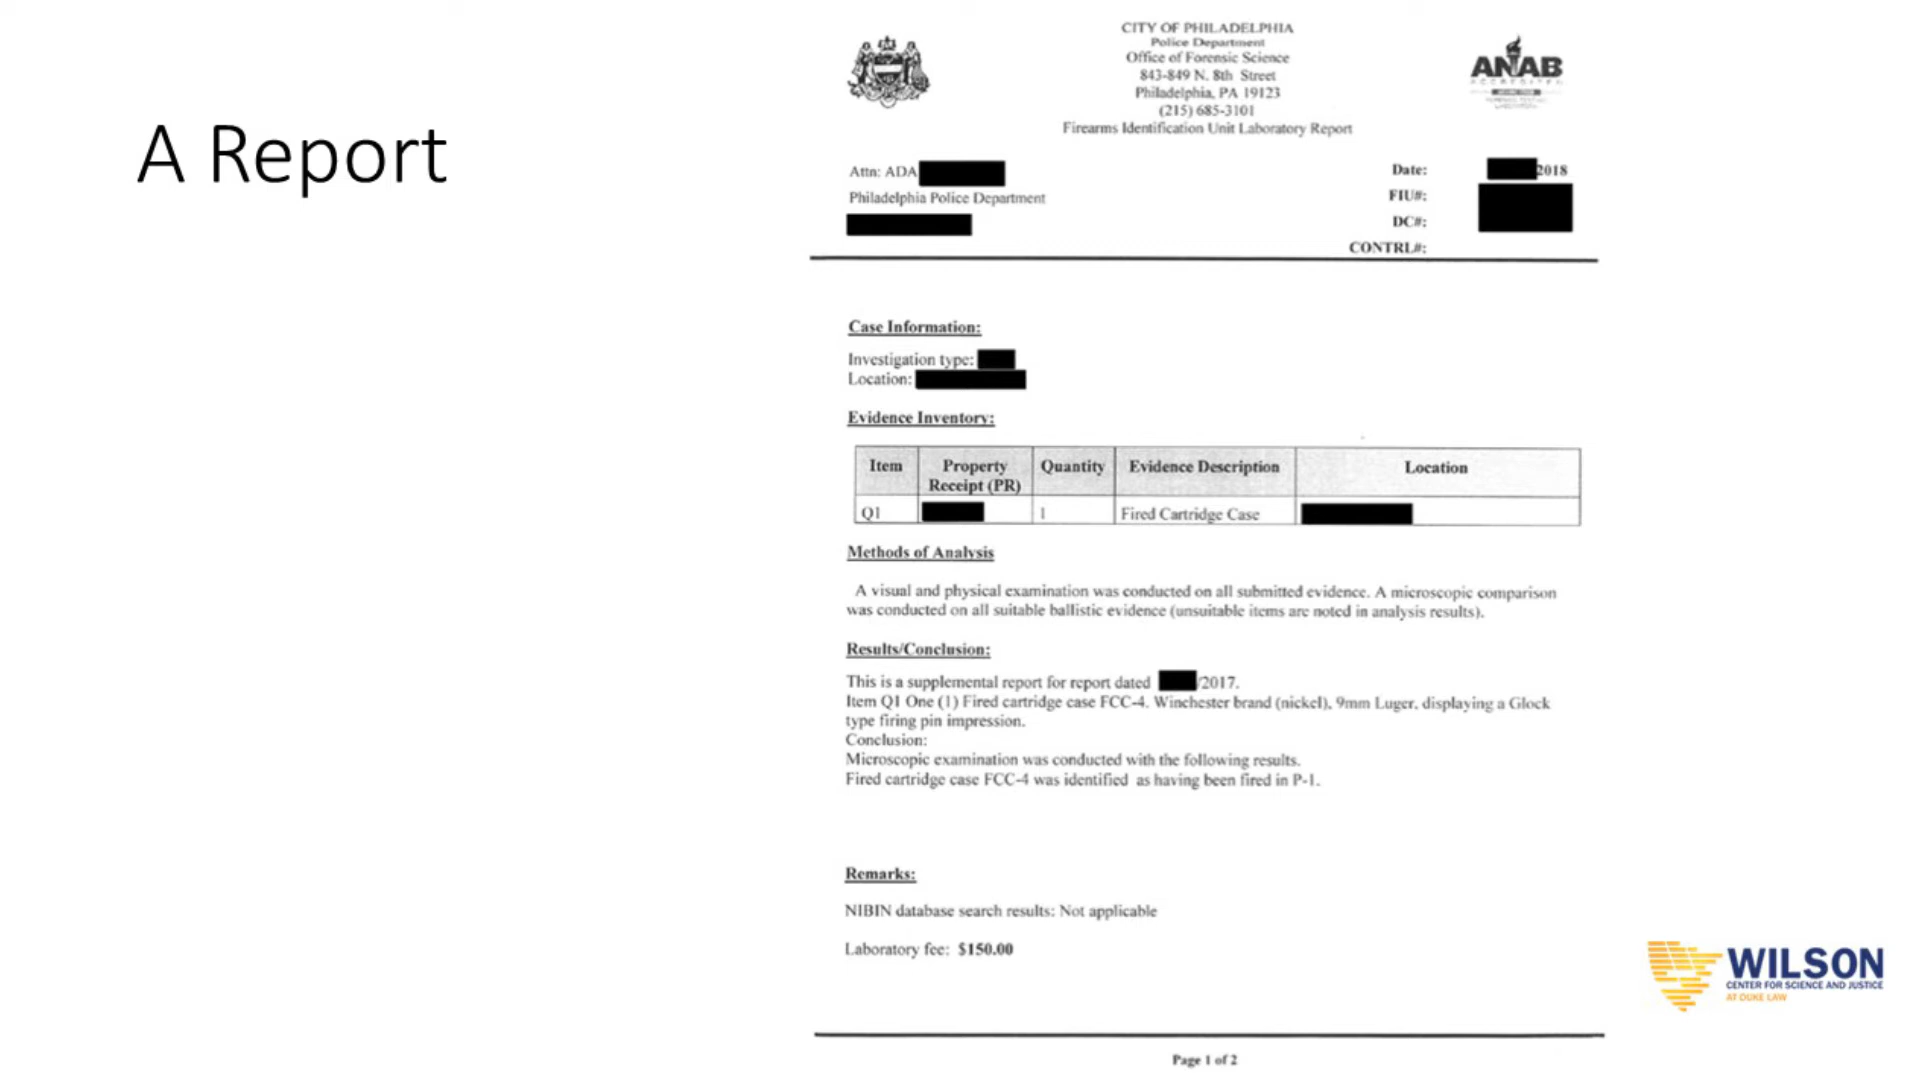 A Report
CITY OF PHILADELPHIA
Police Department
Office of Forensic Science
843-849 N. 8th Street
Philadelphia, PA 19123
(215) 685-3101
Firearms Identification Unit Laboratory Report
ANAB
ACCREDITED
Attn: ADA
Philadelphia Police Department
Date: 2018
FIU#:
DC#:
CONTRL#:
Case Information:
Investigation type:
Location:
Evidence Inventory:
Item Property Receipt (PR) Quantity Evidence Description Location
Q1 1 Fired Cartridge Case
Methods of Analysis
A visual and physical examination was conducted on all submitted evidence. A microscopic comparison
was conducted on all suitable ballistic evidence (unsuitable items are noted in analysis results).
Results/Conclusion:
This is a supplemental report for report dated /2017.
Item Q1 One (1) Fired cartridge case FCC-4. Winchester brand (nickel), 9mm Luger, displaying a Glock
type firing pin impression.
Conclusion:
Microscopic examination was conducted with the following results.
Fired cartridge case FCC-4 was identified as having been fired in P-1.
Remarks:
NIBIN database search results: Not applicable
Laboratory fee: $150.00
Page 1 of 2
WILSON
CENTER FOR SCIENCE AND JUSTICE
AT DUKE LAW